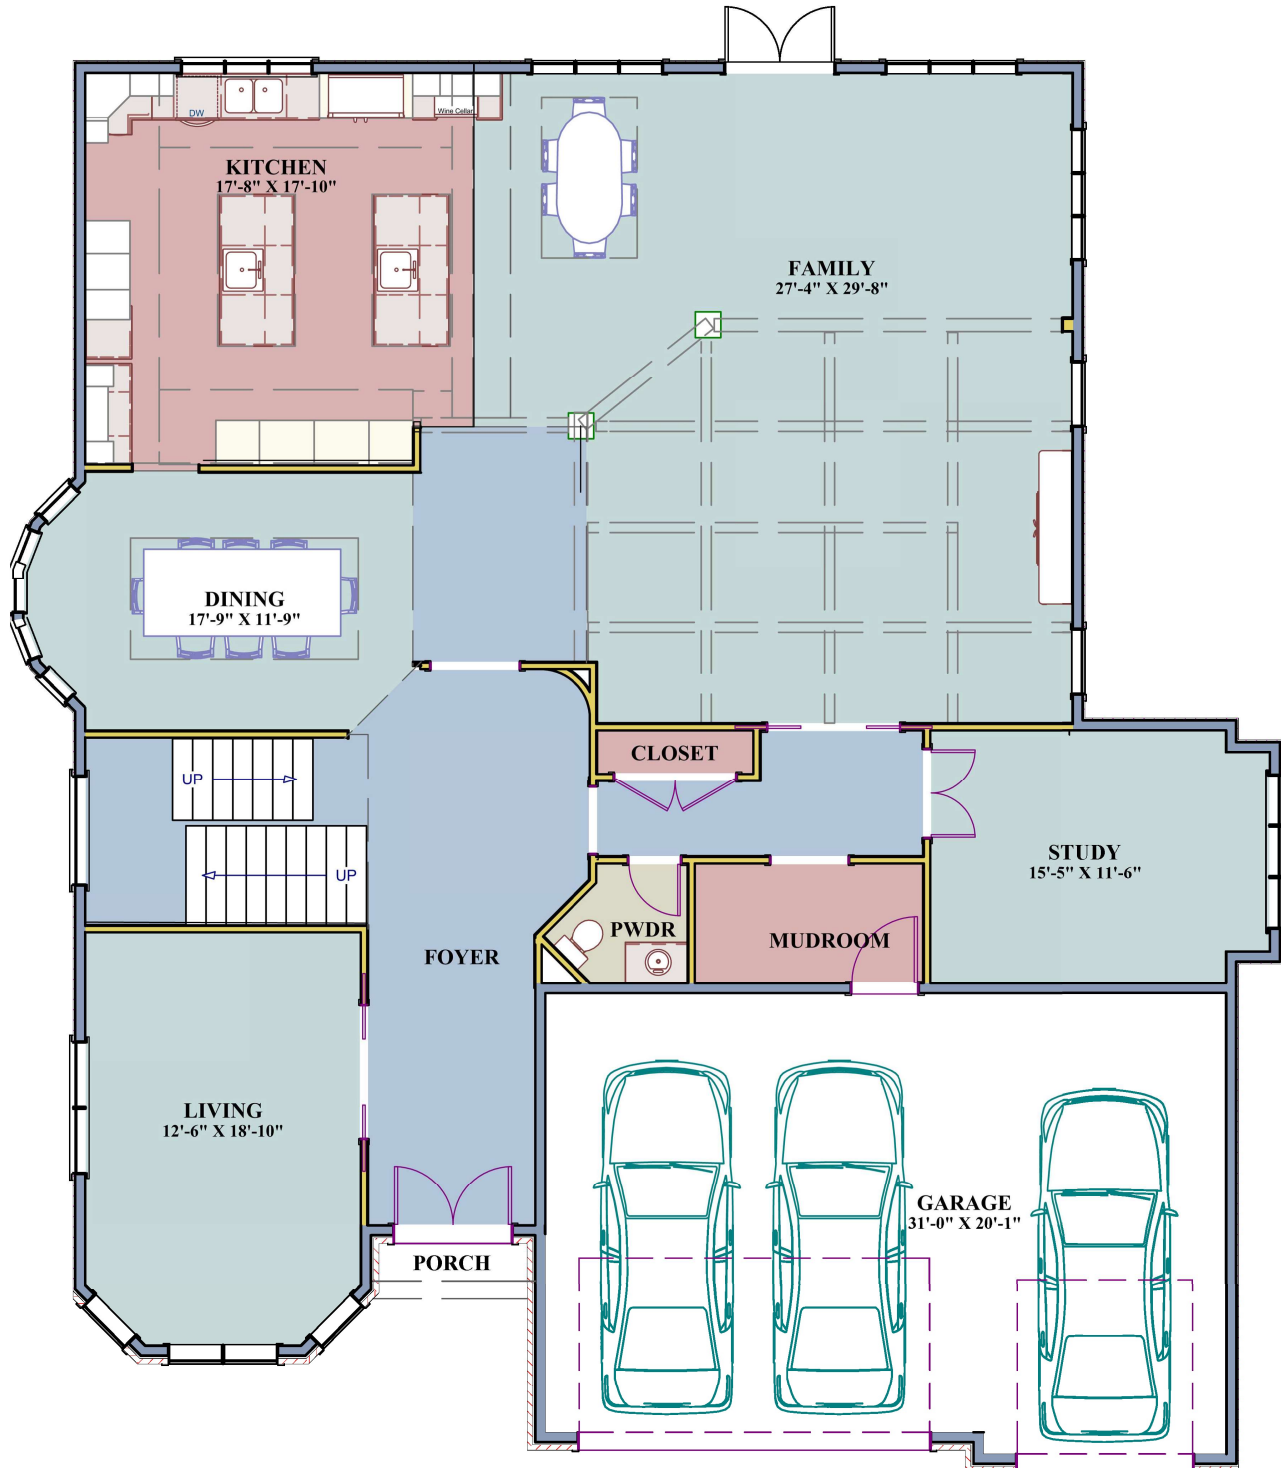 DW
Wine Cellar
KITCHEN
17'-8" X 17'-10"
FAMILY
27'-4" X 29'-8"
DINING
17'-9" X 11'-9"
CLOSET
UP
UP
STUDY
15'-5" X 11'-6"
PWDR
MUDROOM
FOYER
LIVING
12'-6" X 18'-10"
GARAGE
31'-0" X 20'-1"
PORCH